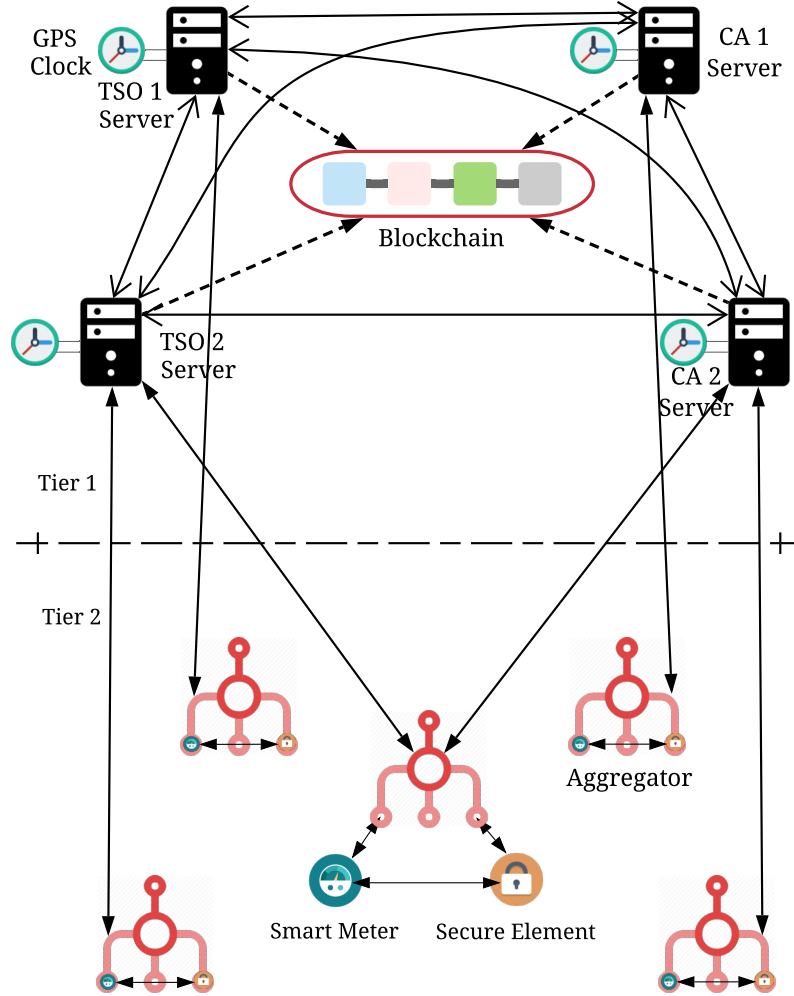 GPS
Clock
TSO 1
Server
CA 1
Server
Blockchain
TSO 2
Server
CA 2
Server
Tier 1
Tier 2
Aggregator
Smart Meter
Secure Element